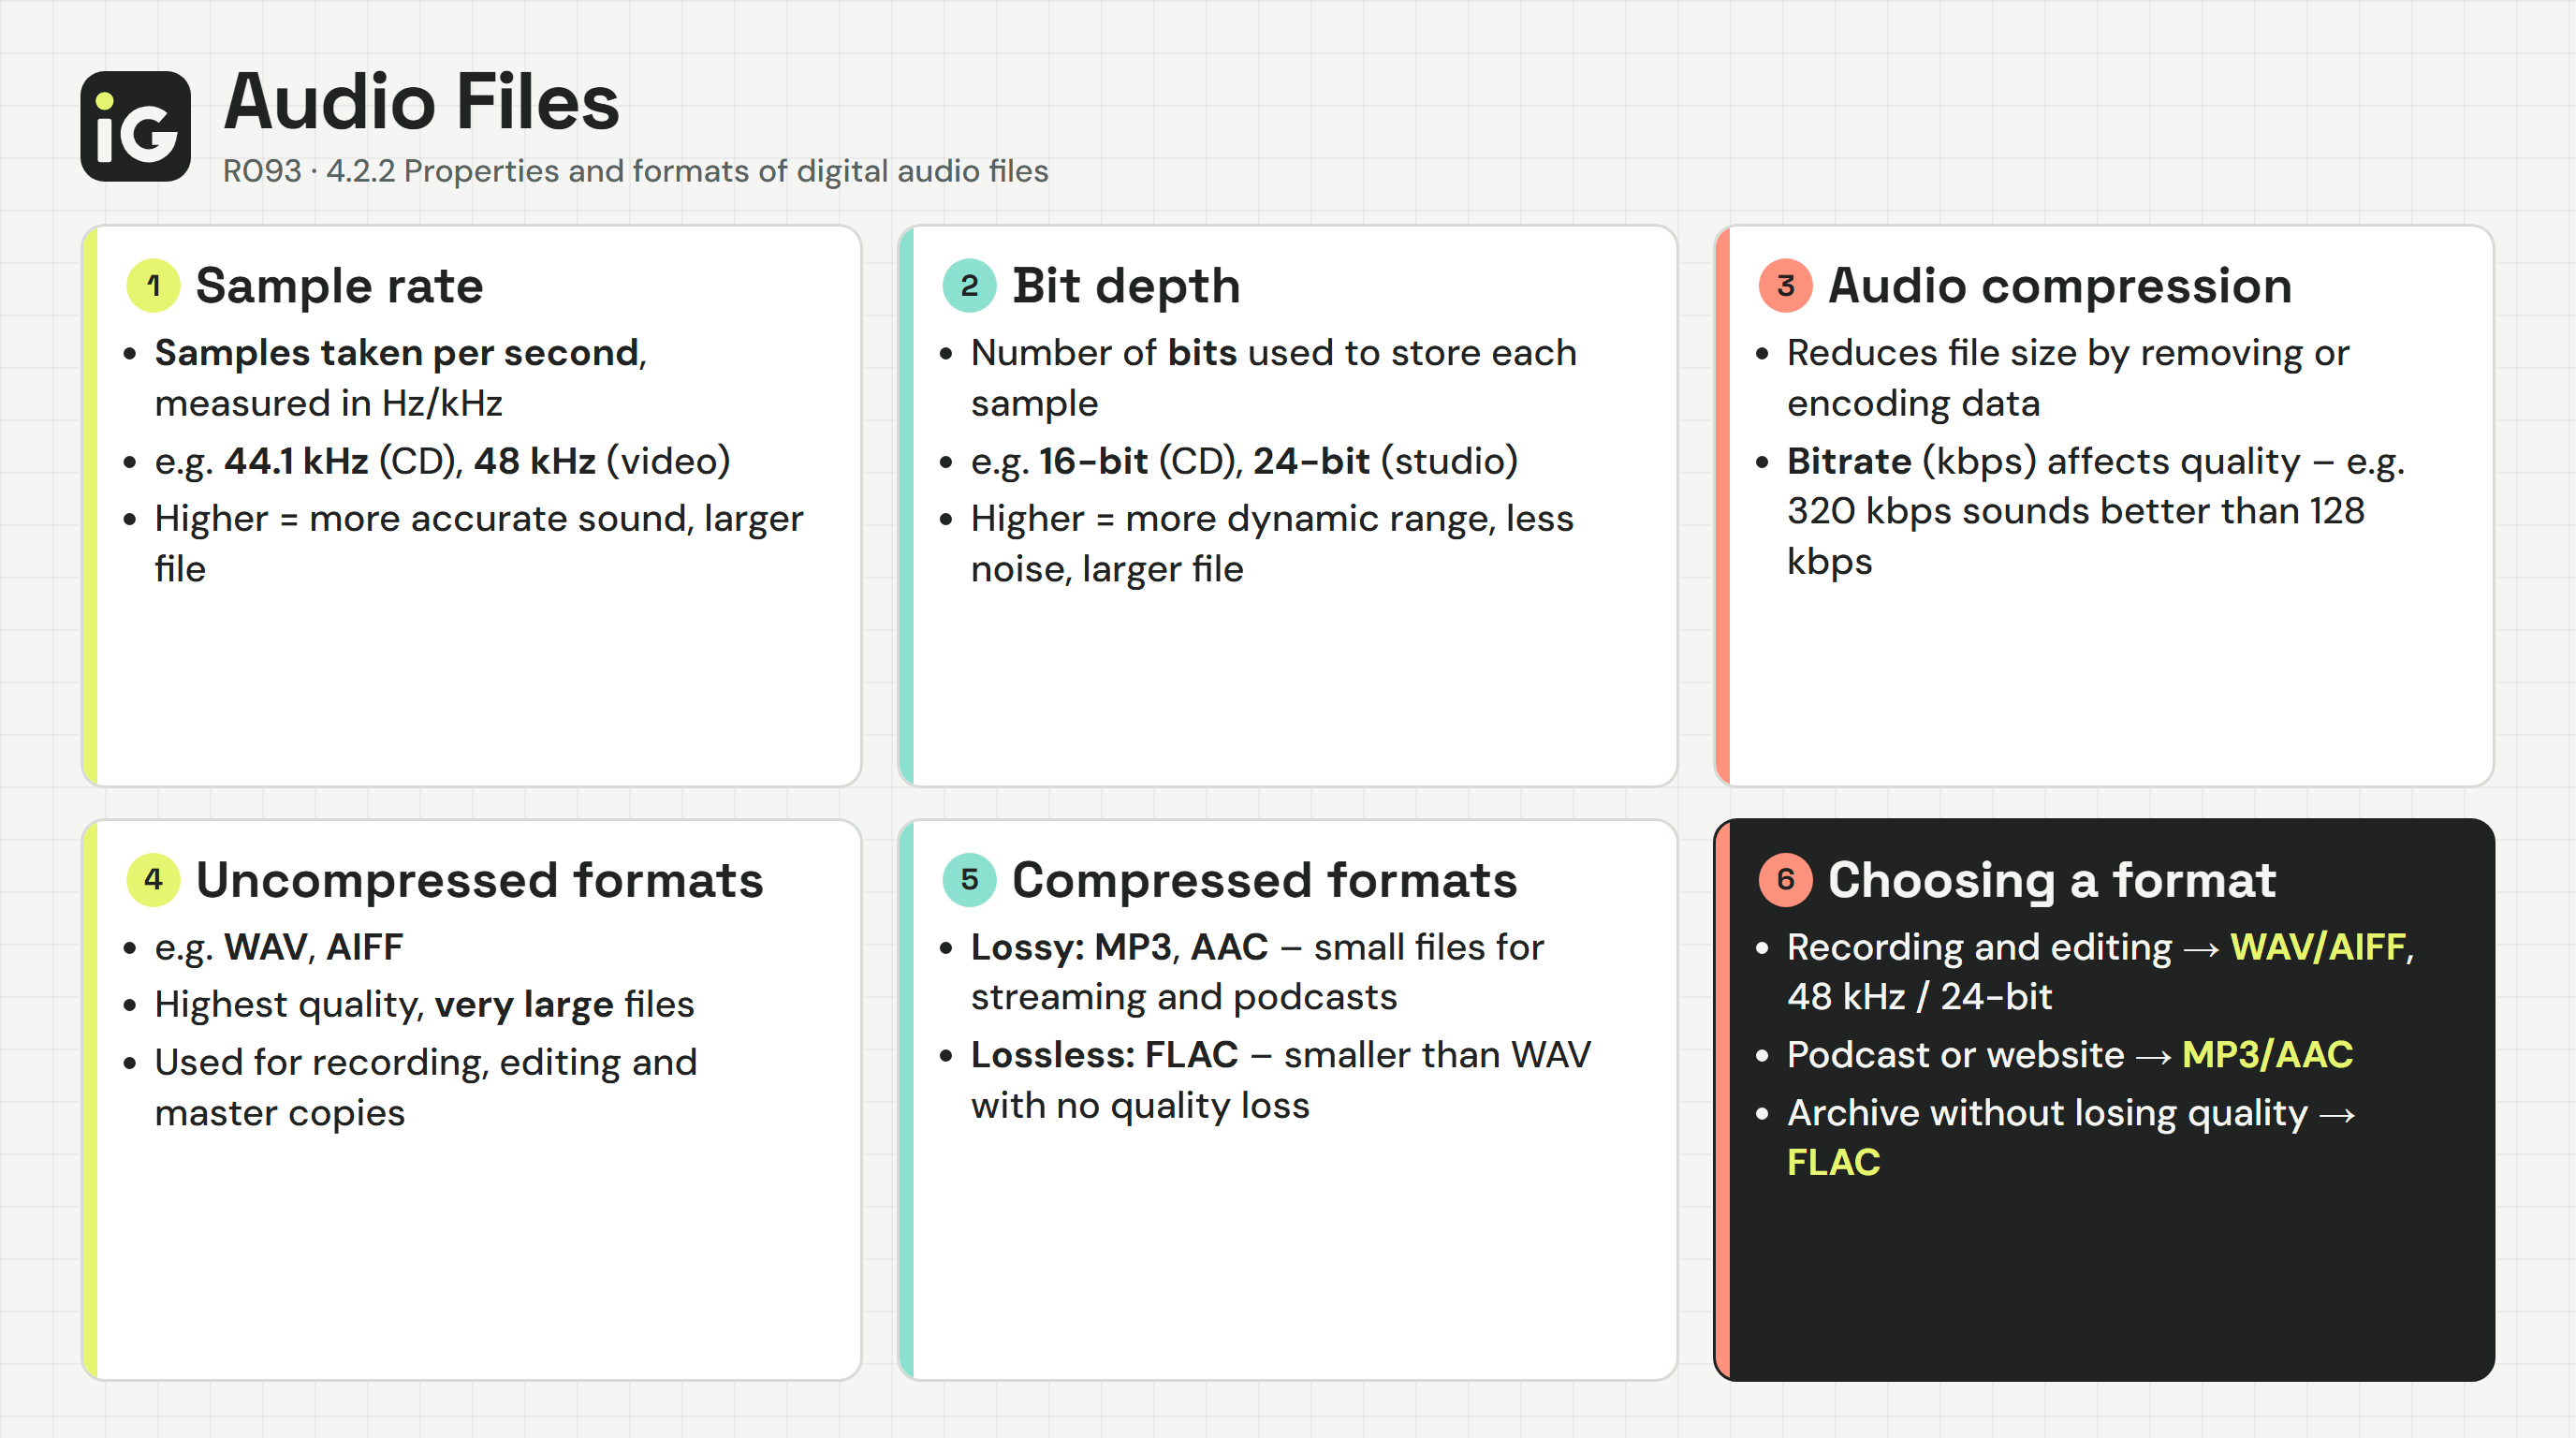 iG
Audio Files
R093 · 4.2.2 Properties and formats of digital audio files
1 Sample rate
• Samples taken per second,
measured in Hz/kHz
• e.g. 44.1 kHz (CD), 48 kHz (video)
• Higher = more accurate sound, larger
file
2 Bit depth
• Number of bits used to store each
sample
• e.g. 16-bit (CD), 24-bit (studio)
• Higher = more dynamic range, less
noise, larger file
3 Audio compression
• Reduces file size by removing or
encoding data
• Bitrate (kbps) affects quality – e.g.
320 kbps sounds better than 128
kbps
4 Uncompressed formats
• e.g. WAV, AIFF
• Highest quality, very large files
• Used for recording, editing and
master copies
5 Compressed formats
• Lossy: MP3, AAC – small files for
streaming and podcasts
• Lossless: FLAC – smaller than WAV
with no quality loss
6 Choosing a format
• Recording and editing → WAV/AIFF,
48 kHz / 24-bit
• Podcast or website → MP3/AAC
• Archive without losing quality →
FLAC